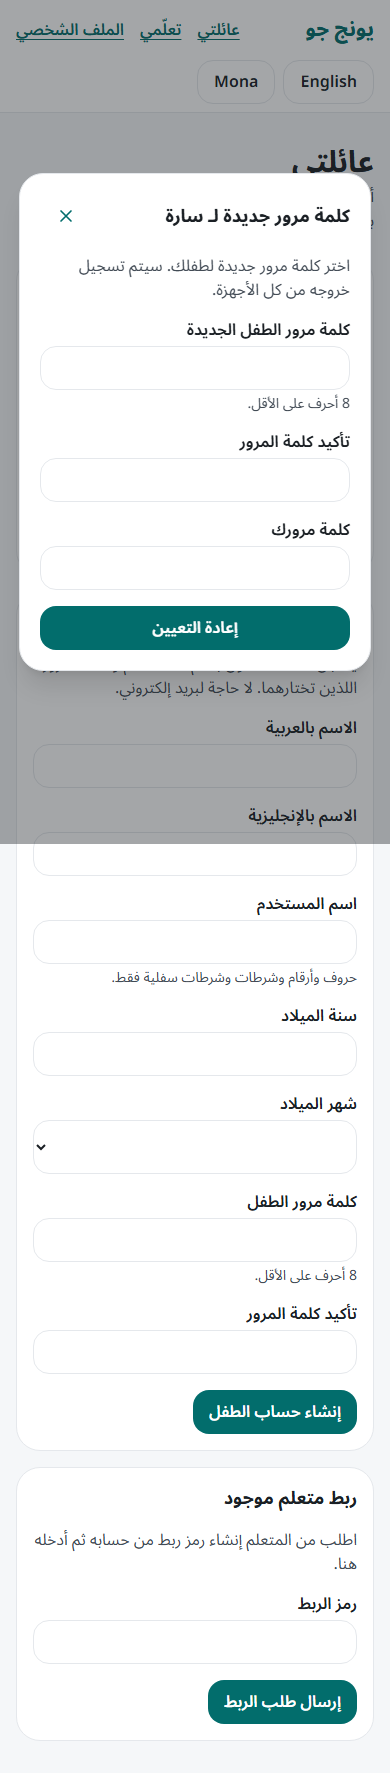 يونج جو
عائلتي
تعلّمي
الملف الشخصي
English
Mona
عائلتي
كلمة مرور جديدة لـ سارة
اختر كلمة مرور جديدة لطفلك. سيتم تسجيل
خروجه من كل الأجهزة.
كلمة مرور الطفل الجديدة
8 أحرف على الأقل.
تأكيد كلمة المرور
كلمة مرورك
إعادة التعيين
اللذين تختارهما. لا حاجة لبريد إلكتروني.
الاسم بالعربية
الاسم بالإنجليزية
اسم المستخدم
حروف وأرقام وشرطات وشرطات سفلية فقط.
سنة الميلاد
شهر الميلاد
كلمة مرور الطفل
8 أحرف على الأقل.
تأكيد كلمة المرور
إنشاء حساب الطفل
ربط متعلم موجود
اطلب من المتعلم إنشاء رمز ربط من حسابه ثم أدخله
هنا.
رمز الربط
إرسال طلب الربط